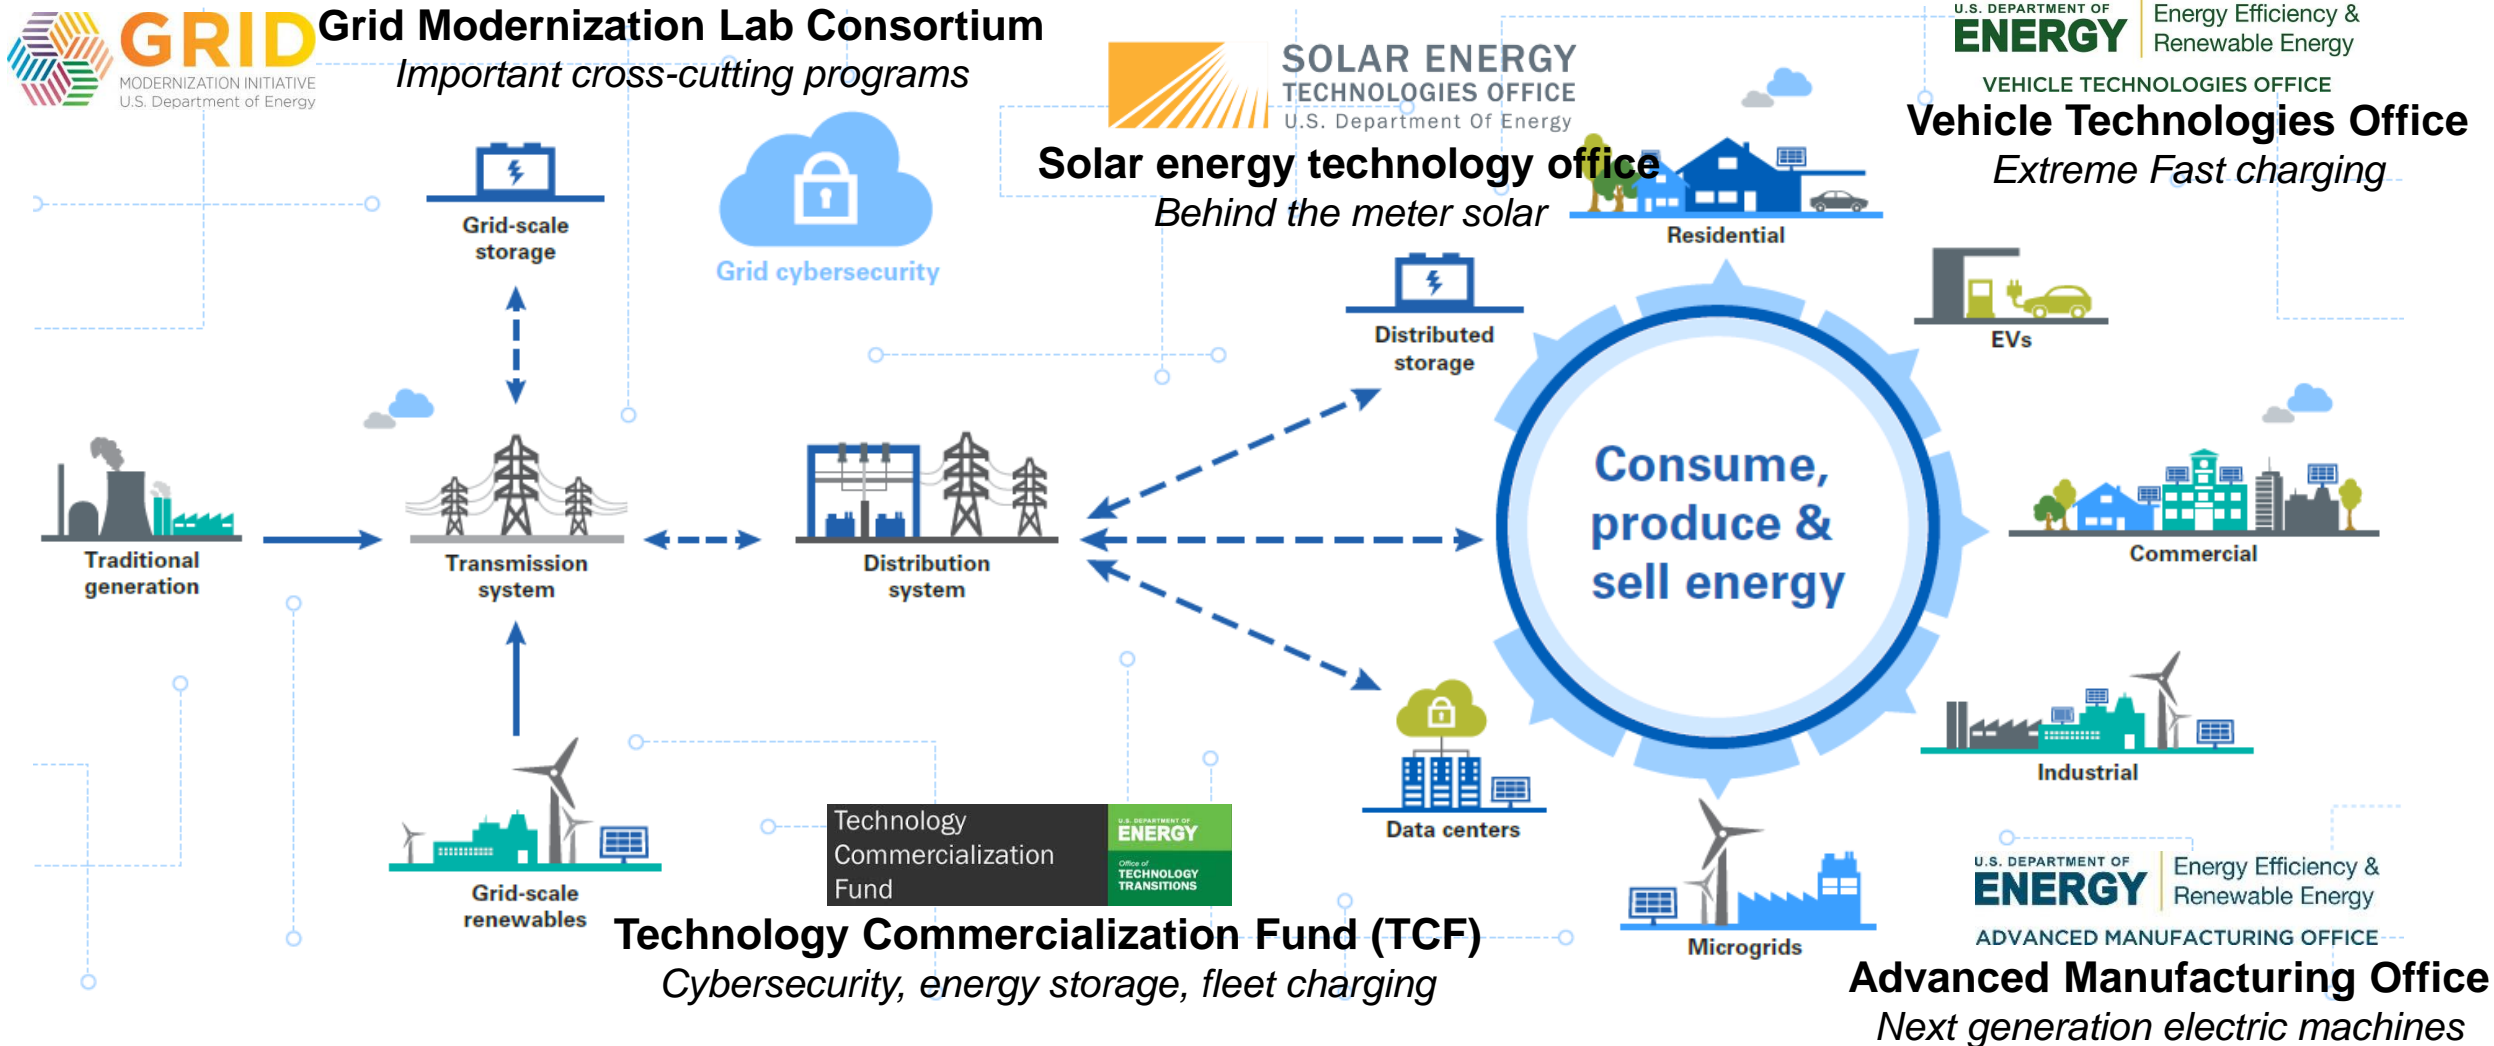 GRID
MODERNIZATION INITIATIVE
U.S. Department of Energy
Grid Modernization Lab Consortium
Important cross-cutting programs
SOLAR ENERGY
TECHNOLOGIES OFFICE
U.S. Department Of Energy
Solar energy technology office
Behind the meter solar
U.S. DEPARTMENT OF
ENERGY
Energy Efficiency &
Renewable Energy
VEHICLE TECHNOLOGIES OFFICE
Vehicle Technologies Office
Extreme Fast charging
Grid-scale
storage
Grid cybersecurity
Residential
Distributed
storage
EVs
Traditional
generation
Transmission
system
Distribution
system
Consume,
produce &
sell energy
Commercial
Industrial
Data centers
Microgrids
Grid-scale
renewables
Technology
Commercialization
Fund
U.S. DEPARTMENT OF
ENERGY
Office of
TECHNOLOGY
TRANSITIONS
Technology Commercialization Fund (TCF)
Cybersecurity, energy storage, fleet charging
U.S. DEPARTMENT OF
ENERGY
Energy Efficiency &
Renewable Energy
ADVANCED MANUFACTURING OFFICE
Advanced Manufacturing Office
Next generation electric machines